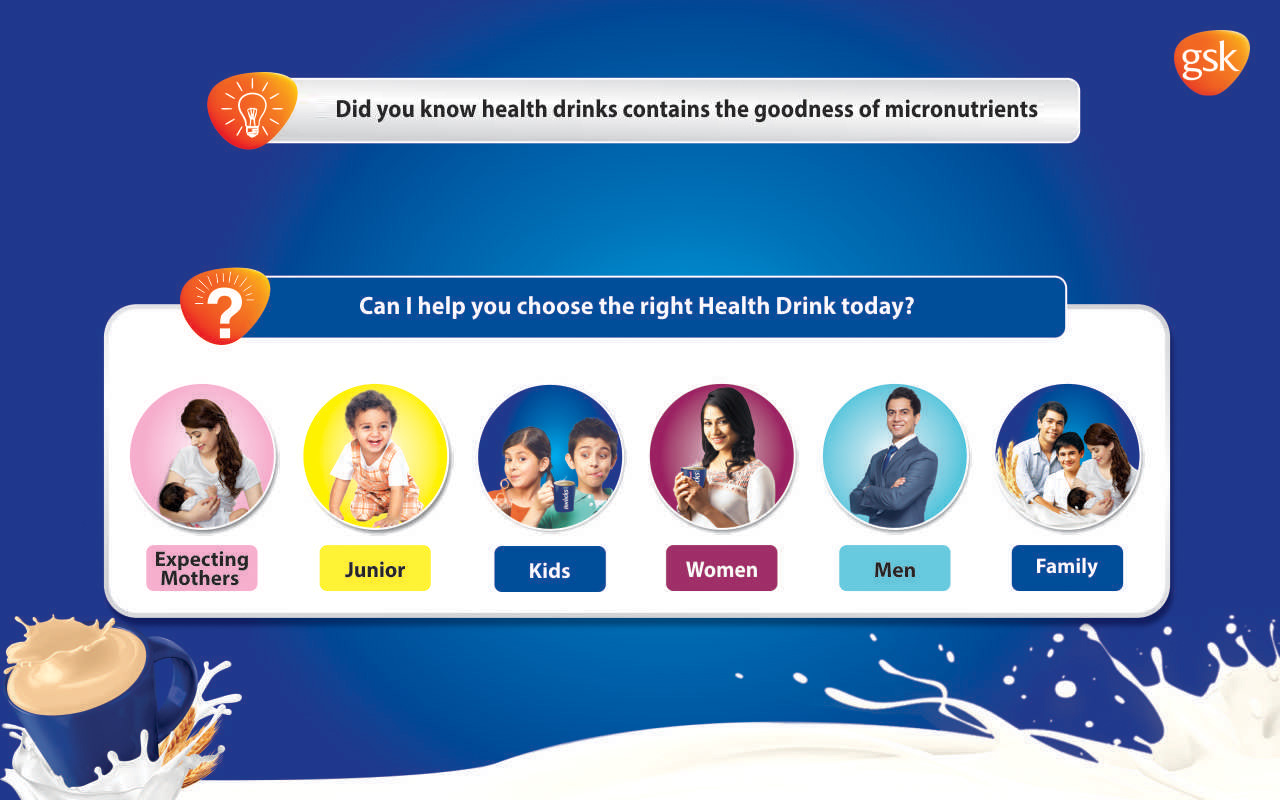 gsk
Did you know health drinks contains the goodness of micronutrients
?
Can I help you choose the right Health Drink today?
Expecting
Mothers
Junior
Kids
Women
Men
Family